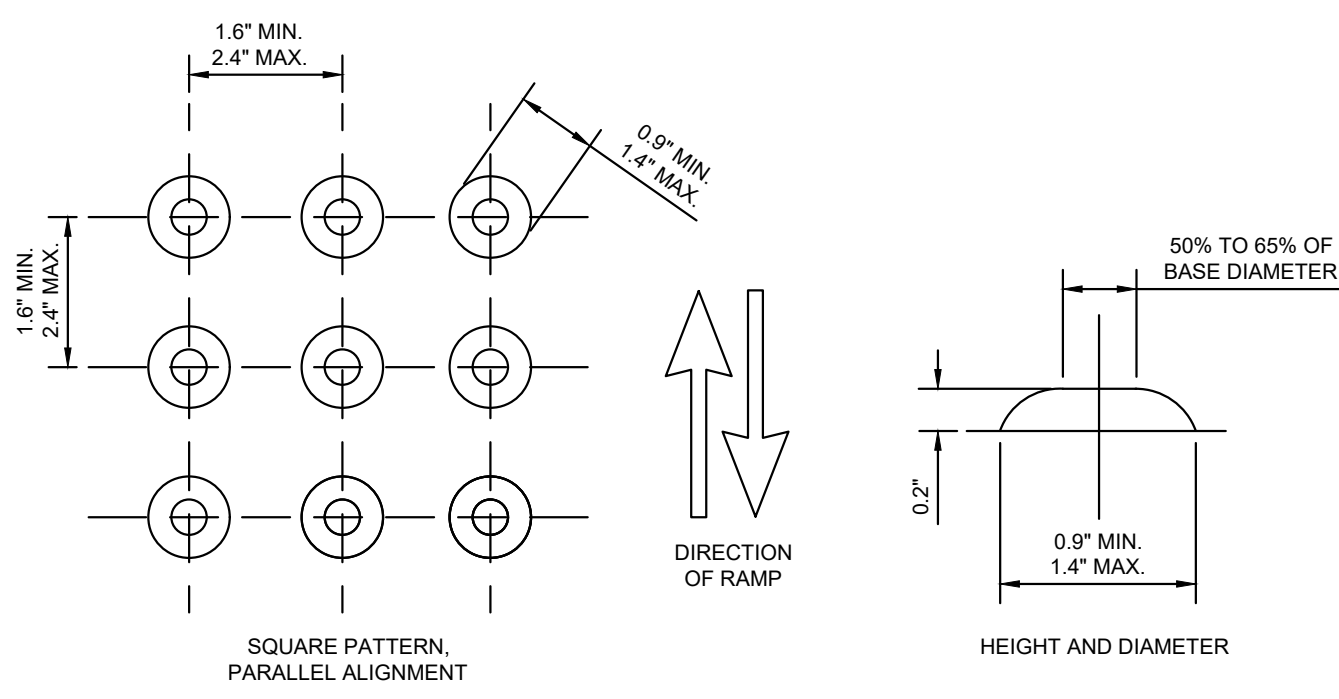 1.6" MIN.
2.4" MAX.
0.9" MIN.
1.4" MAX.
1.6" MIN.
2.4" MAX.
DIRECTION
OF RAMP
SQUARE PATTERN,
PARALLEL ALIGNMENT
50% TO 65% OF
BASE DIAMETER
0.2"
0.9" MIN.
1.4" MAX.
HEIGHT AND DIAMETER